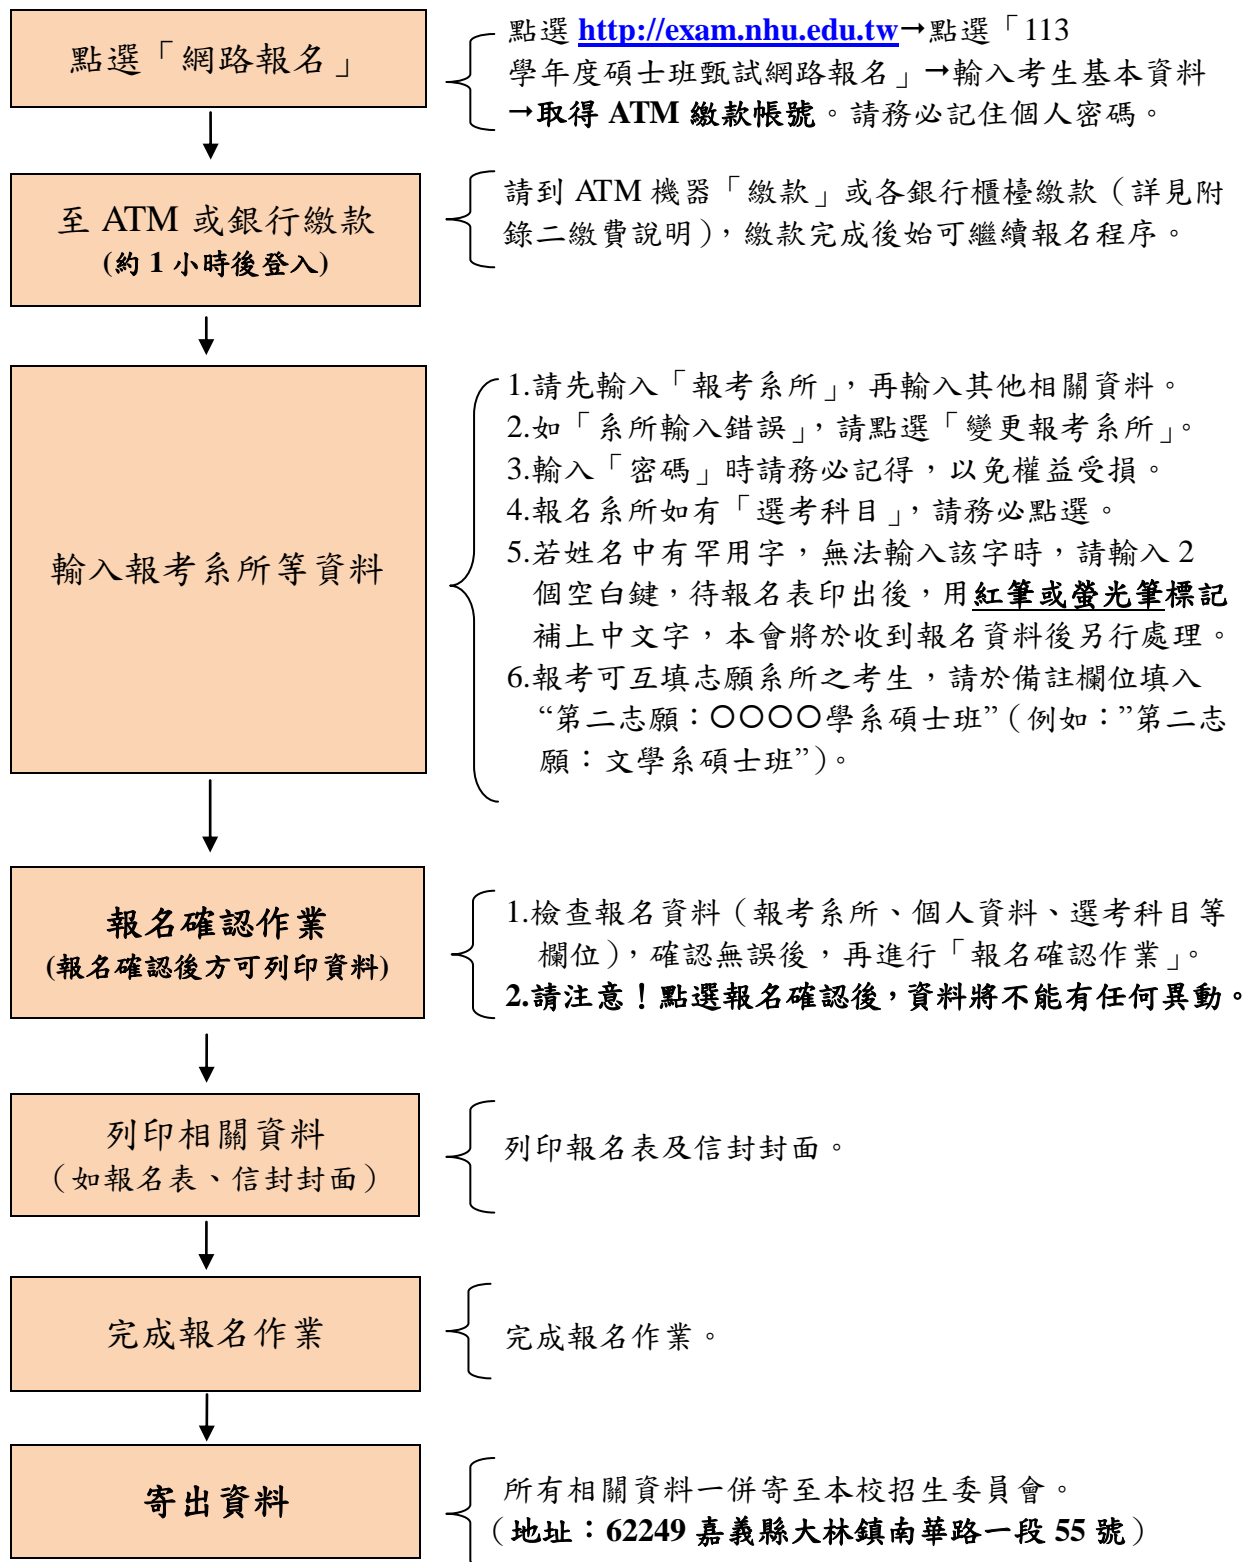 點選「網路報名」
點選 http://exam.nhu.edu.tw→點選「113
學年度碩士班甄試網路報名」→輸入考生基本資料
→取得 ATM 繳款帳號。請務必記住個人密碼。
至 ATM 或銀行繳款
(約 1 小時後登入)
請到 ATM 機器「繳款」或各銀行櫃檯繳款（詳見附
錄二繳費說明），繳款完成後始可繼續報名程序。
輸入報考系所等資料
1.請先輸入「報考系所」，再輸入其他相關資料。
2.如「系所輸入錯誤」，請點選「變更報考系所」。
3.輸入「密碼」時請務必記得，以免權益受損。
4.報名系所如有「選考科目」，請務必點選。
5.若姓名中有罕用字，無法輸入該字時，請輸入 2
個空白鍵，待報名表印出後，用紅筆或螢光筆標記
補上中文字，本會將於收到報名資料後另行處理。
6.報考可互填志願系所之考生，請於備註欄位填入
“第二志願：〇〇〇〇學系碩士班”（例如：”第二志
願：文學系碩士班”）。
報名確認作業
(報名確認後方可列印資料)
1.檢查報名資料（報考系所、個人資料、選考科目等
欄位），確認無誤後，再進行「報名確認作業」。
2.請注意！點選報名確認後，資料將不能有任何異動。
列印相關資料
（如報名表、信封封面）
列印報名表及信封封面。
完成報名作業
完成報名作業。
寄出資料
所有相關資料一併寄至本校招生委員會。
（地址：62249 嘉義縣大林鎮南華路一段 55 號）